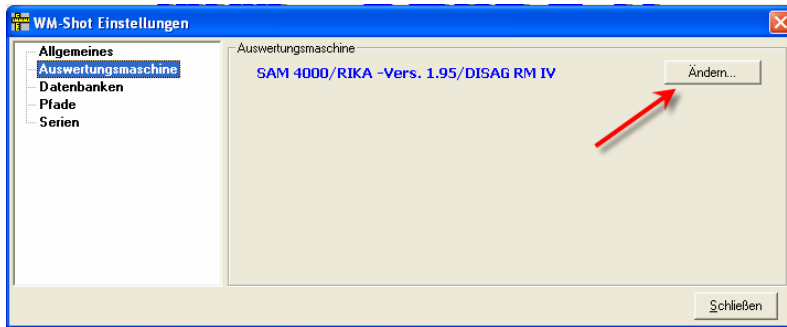 WM-Shot Einstellungen
Allgemeines
Auswertungsmaschine
Datenbanken
Pfade
Serien
Auswertungsmaschine
SAM 4000/RIKA -Vers. 1.95/DISAG RM IV
Ändern...
Schließen